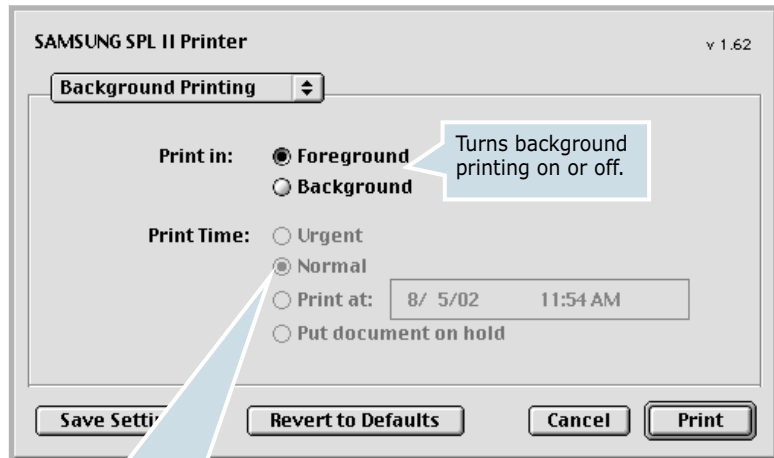 SAMSUNG SPL II Printer v 1.62
Background Printing
Print in: Foreground
Background
Turns background
printing on or off.
Print Time: Urgent
Normal
Print at: 8/ 5/02 11:54 AM
Put document on hold
Save Setti Revert to Defaults Cancel Print